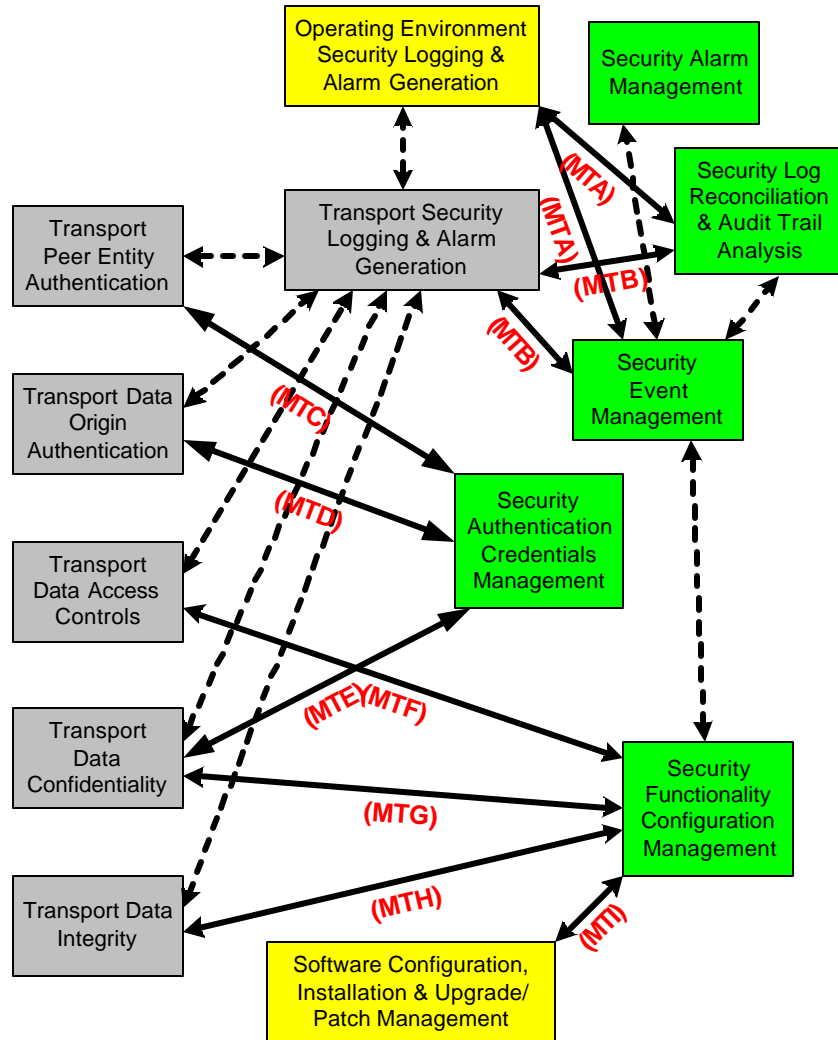 Operating Environment
Security Logging &
Alarm Generation
Security Alarm
Management
(MTA)
(MTA)
Security Log
Reconciliation
& Audit Trail
Analysis
Transport
Peer Entity
Authentication
Transport Security
Logging & Alarm
Generation
(MTB)
(MTB)
Security
Event
Management
Transport Data
Origin
Authentication
(MTC)
(MTD)
Security
Authentication
Credentials
Management
Transport
Data Access
Controls
(MTE)
(MTF)
Transport
Data
Confidentiality
(MTG)
Security
Functionality
Configuration
Management
Transport Data
Integrity
(MTH)
(MTI)
Software Configuration,
Installation & Upgrade/
Patch Management